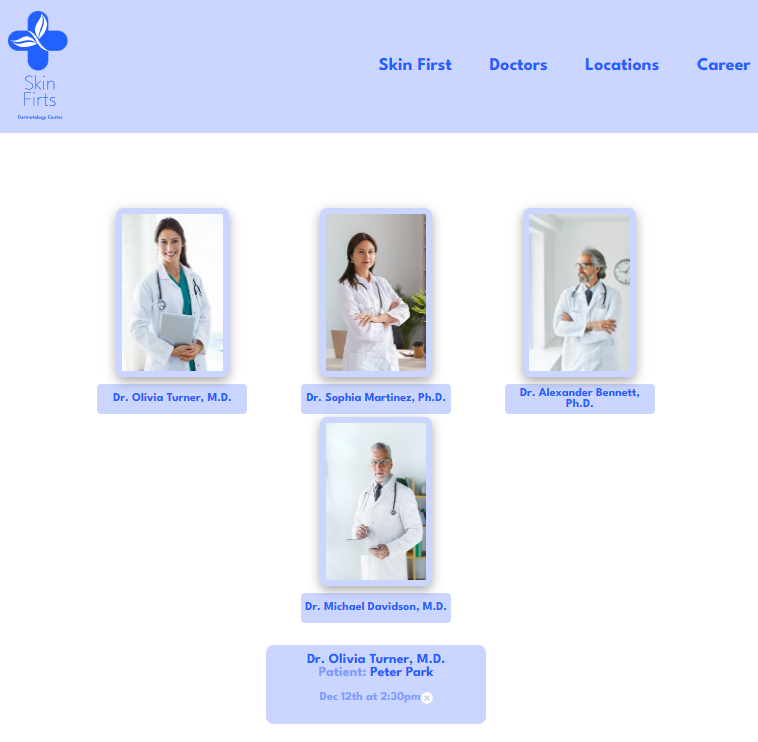 Skin
Firts
Dermatology Center
Skin First
Doctors
Locations
Career
Dr. Olivia Turner, M.D.
Dr. Sophia Martinez, Ph.D.
Dr. Alexander Bennett,
Ph.D.
Dr. Michael Davidson, M.D.
Dr. Olivia Turner, M.D.
Patient: Peter Park
Dec 12th at 2:30pm